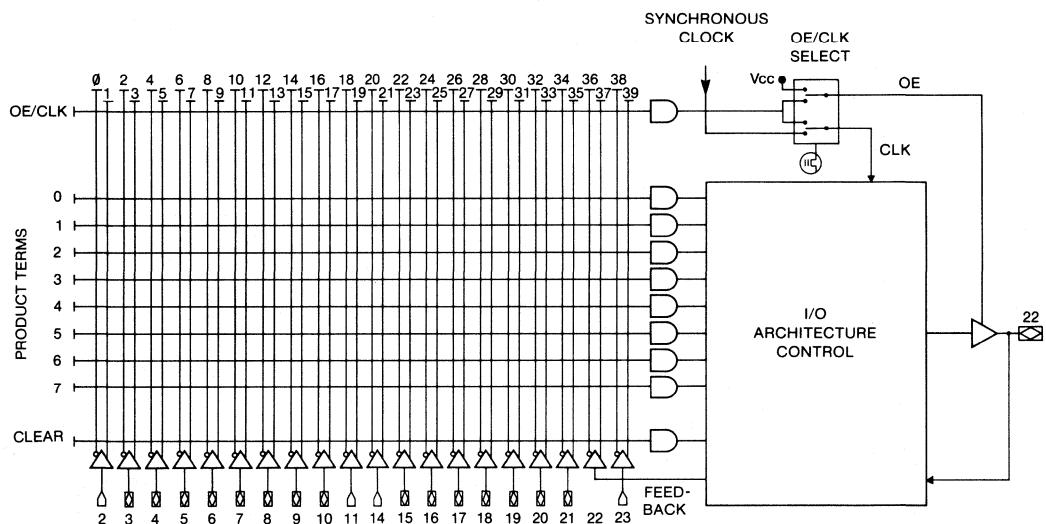 SYNCHRONOUS
CLOCK
OE/CLK
SELECT
Vcc
OE
CLK
Ø 2 4 6 8 10 12 14 16 18 20 22 24 26 28 30 32 34 36 38
1 3 5 7 9 11 13 15 17 19 21 23 25 27 29 31 33 35 37 39
OE/CLK
PRODUCT TERMS
0
1
2
3
4
5
6
7
CLEAR
I/O
ARCHITECTURE
CONTROL
22
FEED-
BACK
2 3 4 5 6 7 8 9 10 11 14 15 16 17 18 19 20 21 22 23